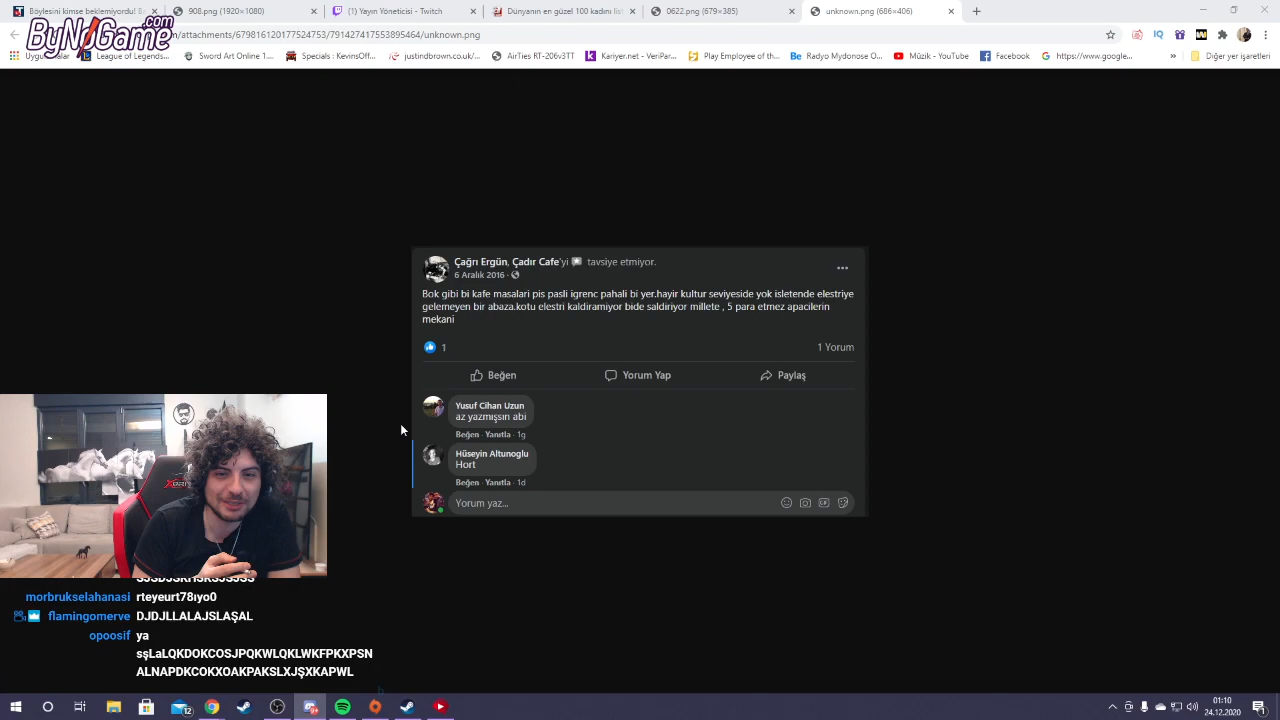 Böylesini kimse beklemiyordu! B
908.png (1920×1080)
(1) Yayın Yöneticisi - Twitch
Dünyanın en güzel 100 kadını list
0622.png (679×385)
unknown.png (686×406)
ByNoGame.com
/attachments/679816120177524753/791427417553895464/unknown.png
League of Legends...
Sword Art Online 1....
Specials : KevinsOff...
justindbrown.co.uk/...
AirTies RT-206v3TT
Kariyer.net - VeriPar...
Play Employee of th...
Radyo Mydonose O...
Müzik - YouTube
Facebook
https://www.google...
»
Diğer yer işaretleri
Çağrı Ergün, Çadır Cafe'yi tavsiye etmiyor.
6 Aralık 2016 ·
Bok gibi bi kafe masalari pis pasli igrenc pahali bi yer.hayir kultur seviyeside yok isletende elestriye
gelemeyen bir abaza.kotu elestri kaldiramiyor bide saldiriyor millete , 5 para etmez apacilerin
mekani
1
1 Yorum
Beğen
Yorum Yap
Paylaş
Yusuf Cihan Uzun
az yazmışsın abi
Beğen · Yanıtla · 1g
Hüseyin Altunoglu
Hort
Beğen · Yanıtla · 1d
Yorum yaz...
morbrukselahanasi rteyeurt78ıyo0
flamingomerve DJDJLLALAJSLAŞAL
opoosif ya
sşLaLQKDOKCOSJPQKWLQKLWKFPKXPSN
ALNAPDKCOKXOAKPAKSLXJŞXKAPWL
12
01:10
24.12.2020